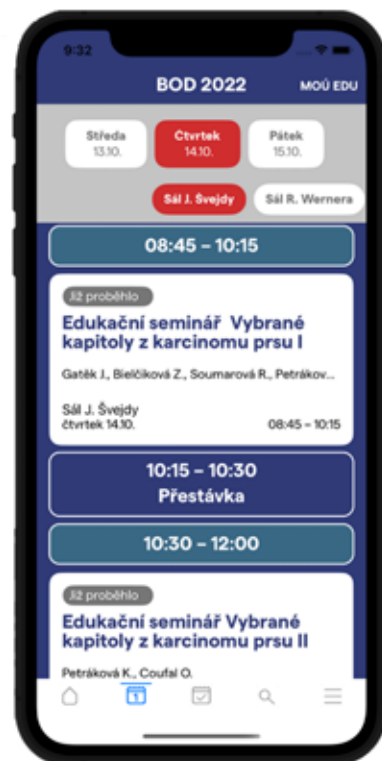 9:32
BOD 2022
MOÚ EDU
Středa
13.10.
Čtvrtek
14.10.
Pátek
15.10.
Sál J. Švejdy
Sál R. Wernera
08:45 – 10:15
Již proběhlo
Edukační seminář Vybrané
kapitoly z karcinomu prsu I
Gatěk J., Bielčiková Z., Soumarová R., Petrákov...
Sál J. Švejdy
čtvrtek 14.10.
08:45 – 10:15
10:15 – 10:30
Přestávka
10:30 – 12:00
Již proběhlo
Edukační seminář Vybrané
kapitoly z karcinomu prsu II
Petráková K., Coufal O.
1